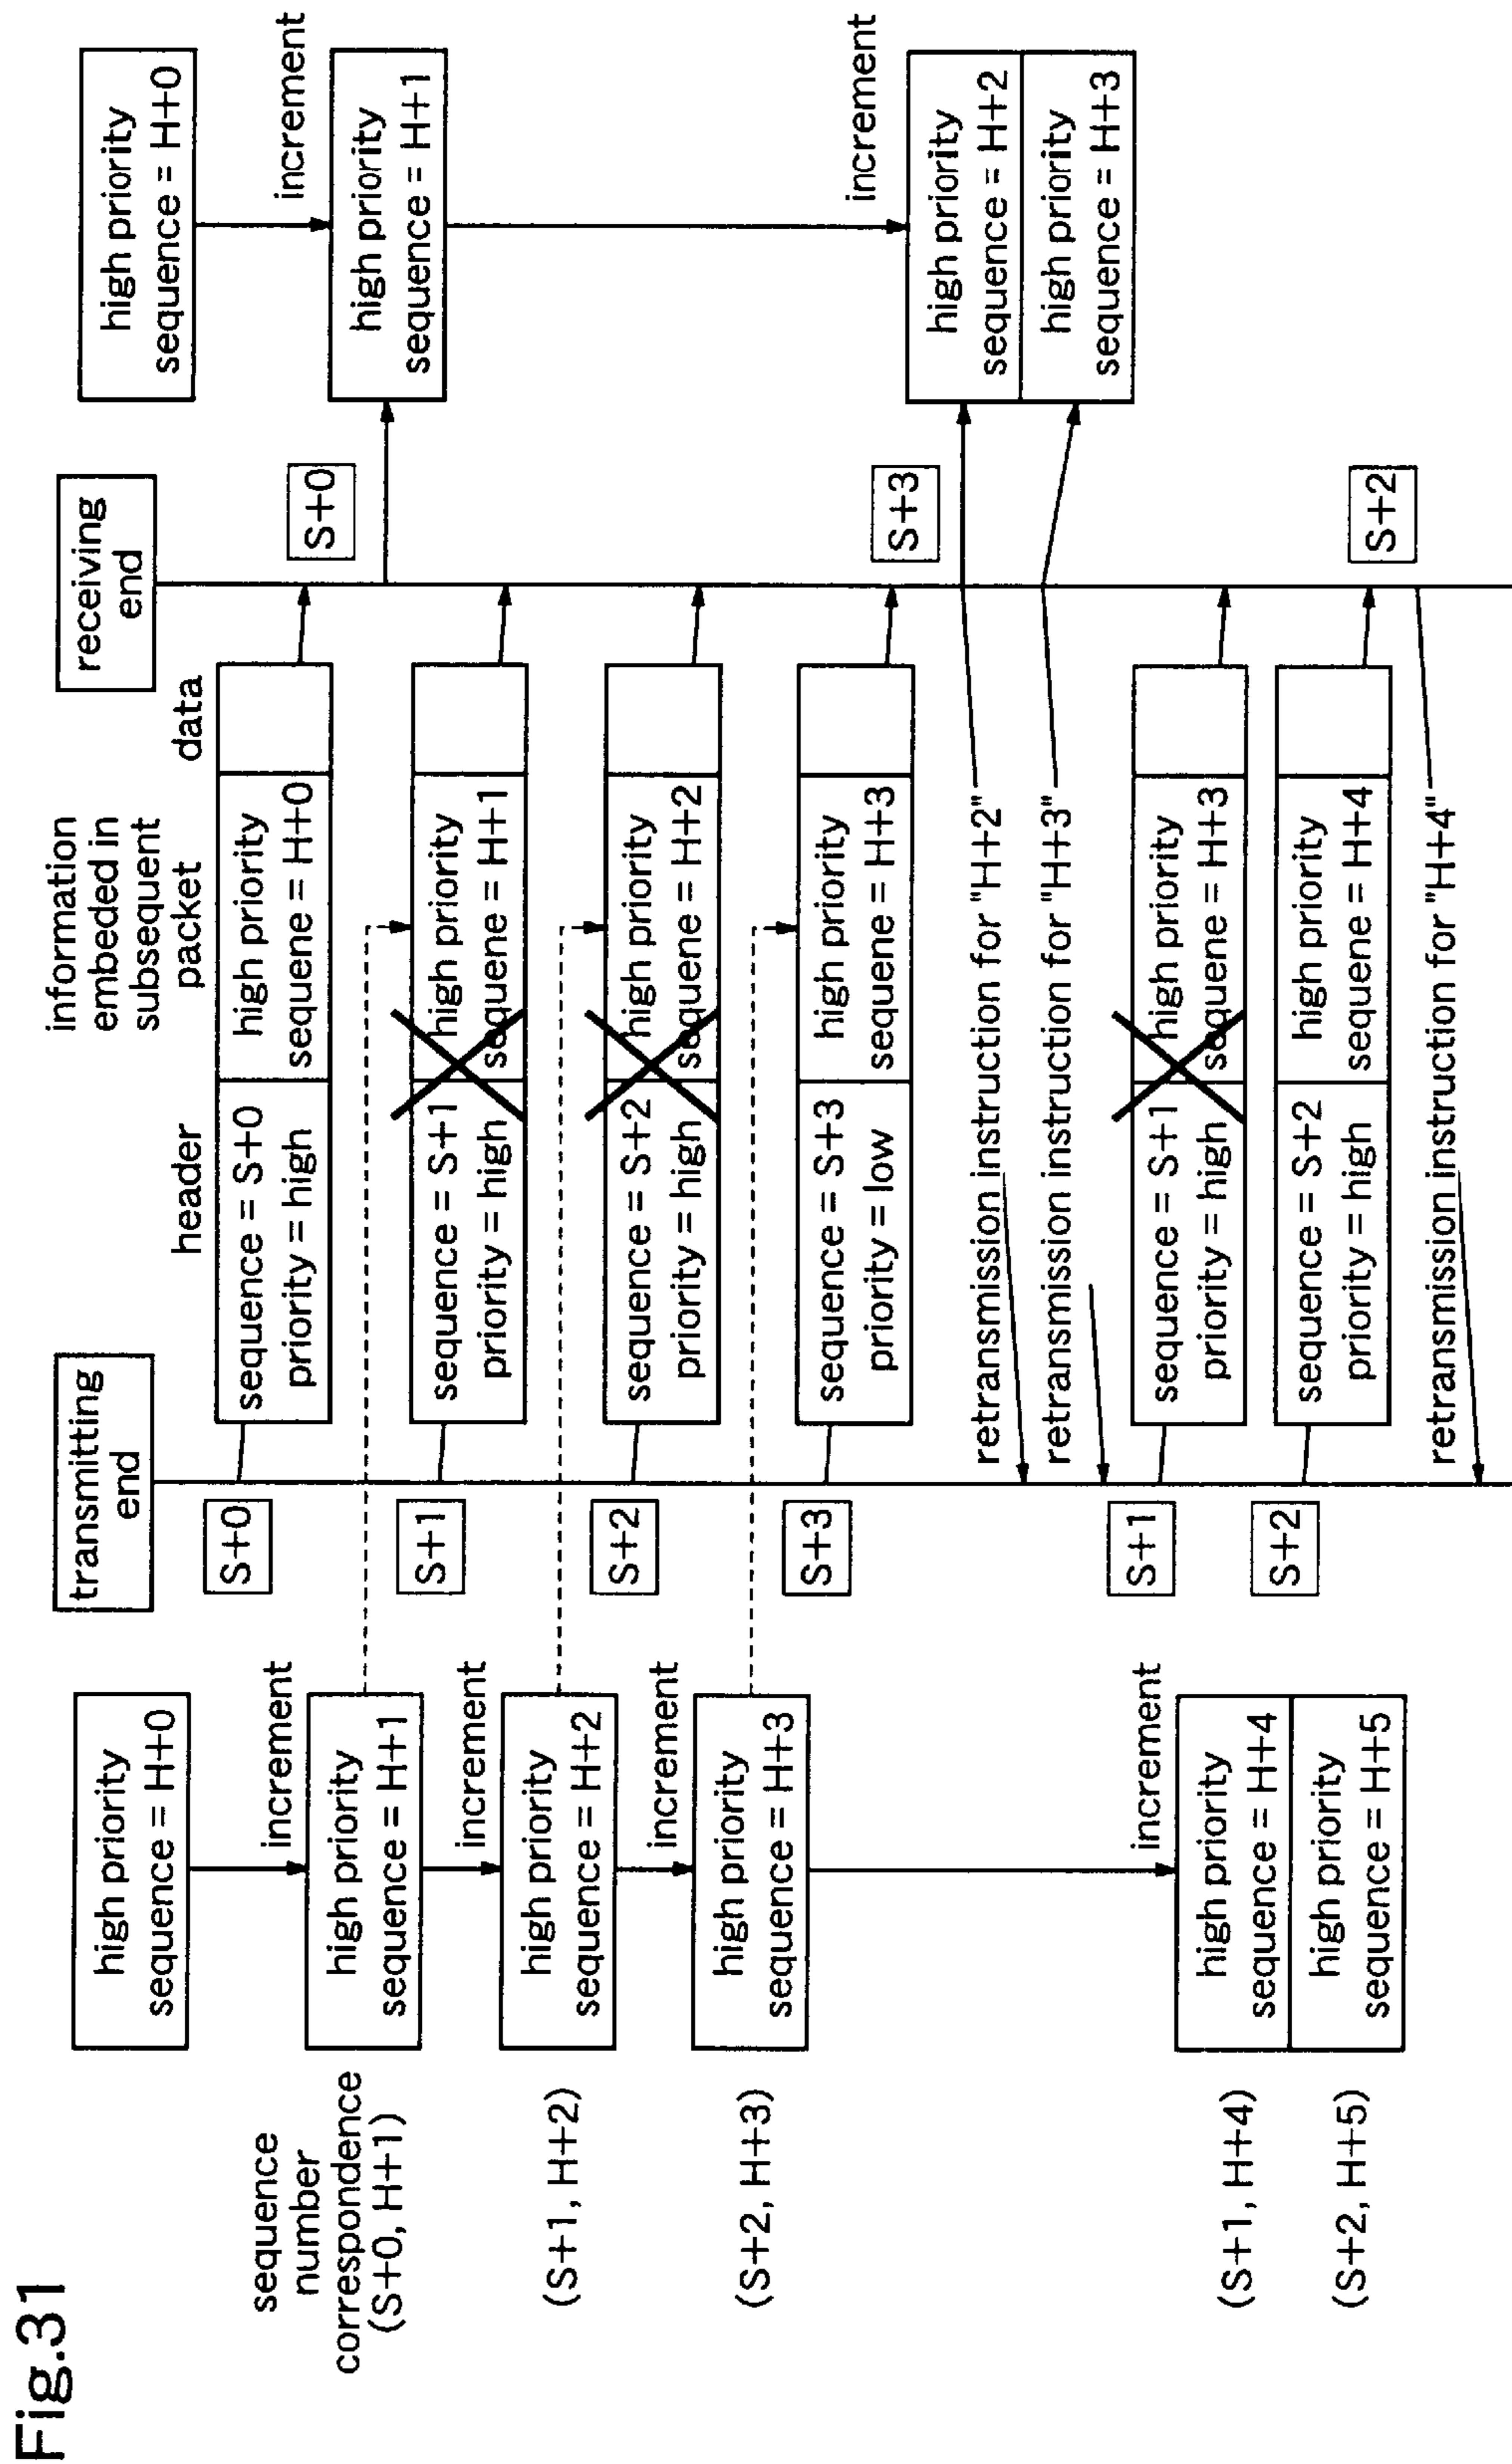 Fig.31
sequence
number
correspondence
(S+0, H+1)
(S+1, H+2)
(S+2, H+3)
(S+1, H+4)
(S+2, H+5)
high priority
sequence = H+0
increment
high priority
sequence = H+1
increment
high priority
sequence = H+2
increment
high priority
sequence = H+3
increment
high priority
sequence = H+4
high priority
sequence = H+5
transmitting
end
S+0
S+1
S+2
S+3
S+1
S+2
header
information
embeded in
subsequent
packet
data
sequence = S+0
priority = high
high priority
sequene = H+0
sequence = S+1
priority = high
high priority
sequene = H+1
sequence = S+2
priority = high
high priority
sequene = H+2
sequence = S+3
priority = low
high priority
sequene = H+3
retransmission instruction for "H+2"
retransmission instruction for "H+3"
sequence = S+1
priority = high
high priority
sequene = H+3
sequence = S+2
priority = high
high priority
sequene = H+4
retransmission instruction for "H+4"
receiving
end
S+0
S+3
S+2
high priority
sequence = H+0
increment
high priority
sequence = H+1
increment
high priority
sequence = H+2
high priority
sequence = H+3